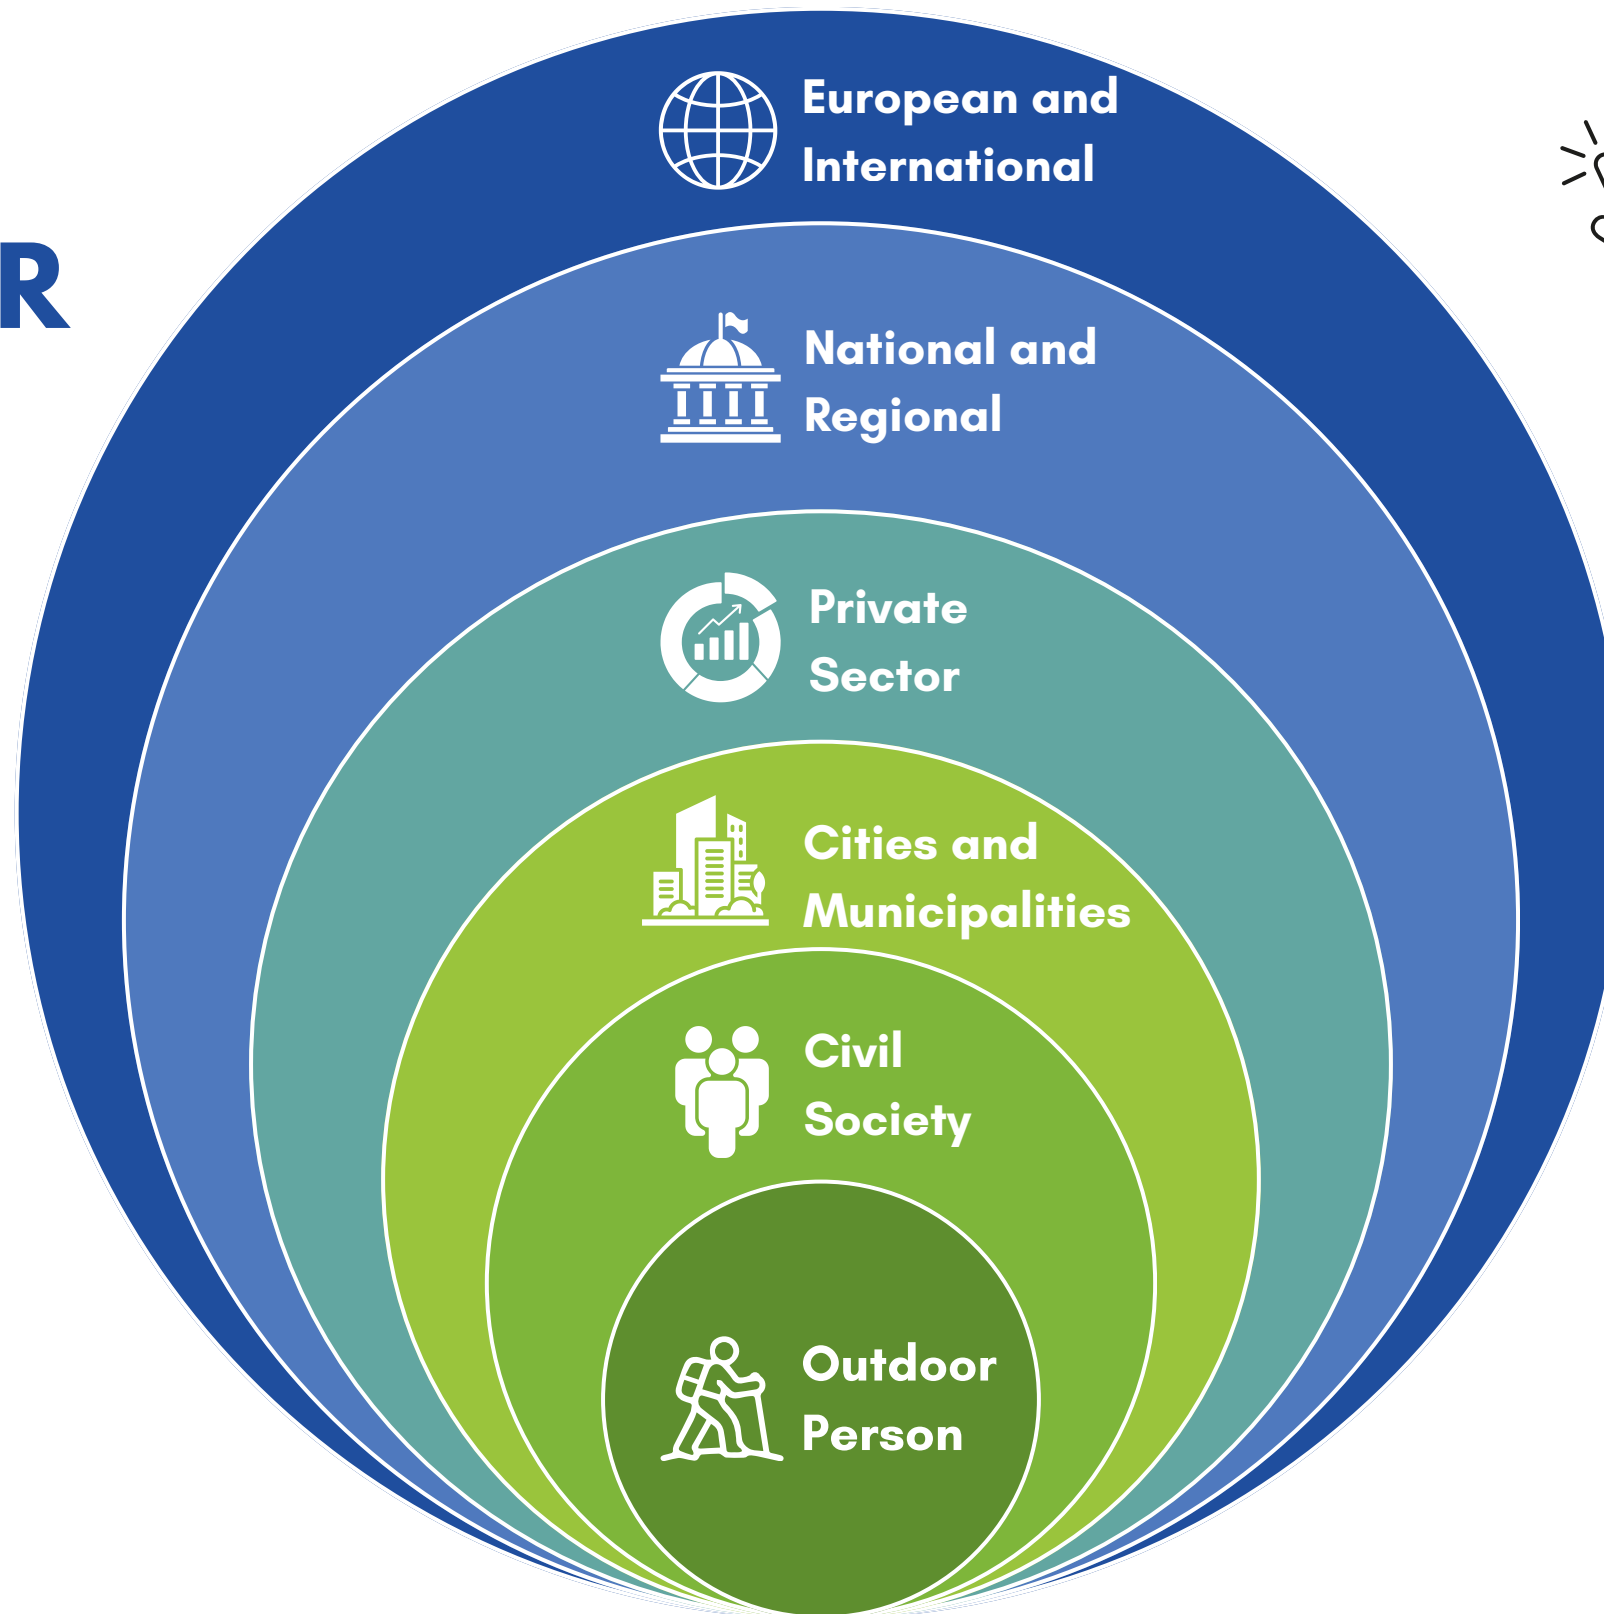 European and
International
R
National and
Regional
Private
Sector
Cities and
Municipalities
Civil
Society
Outdoor
Person